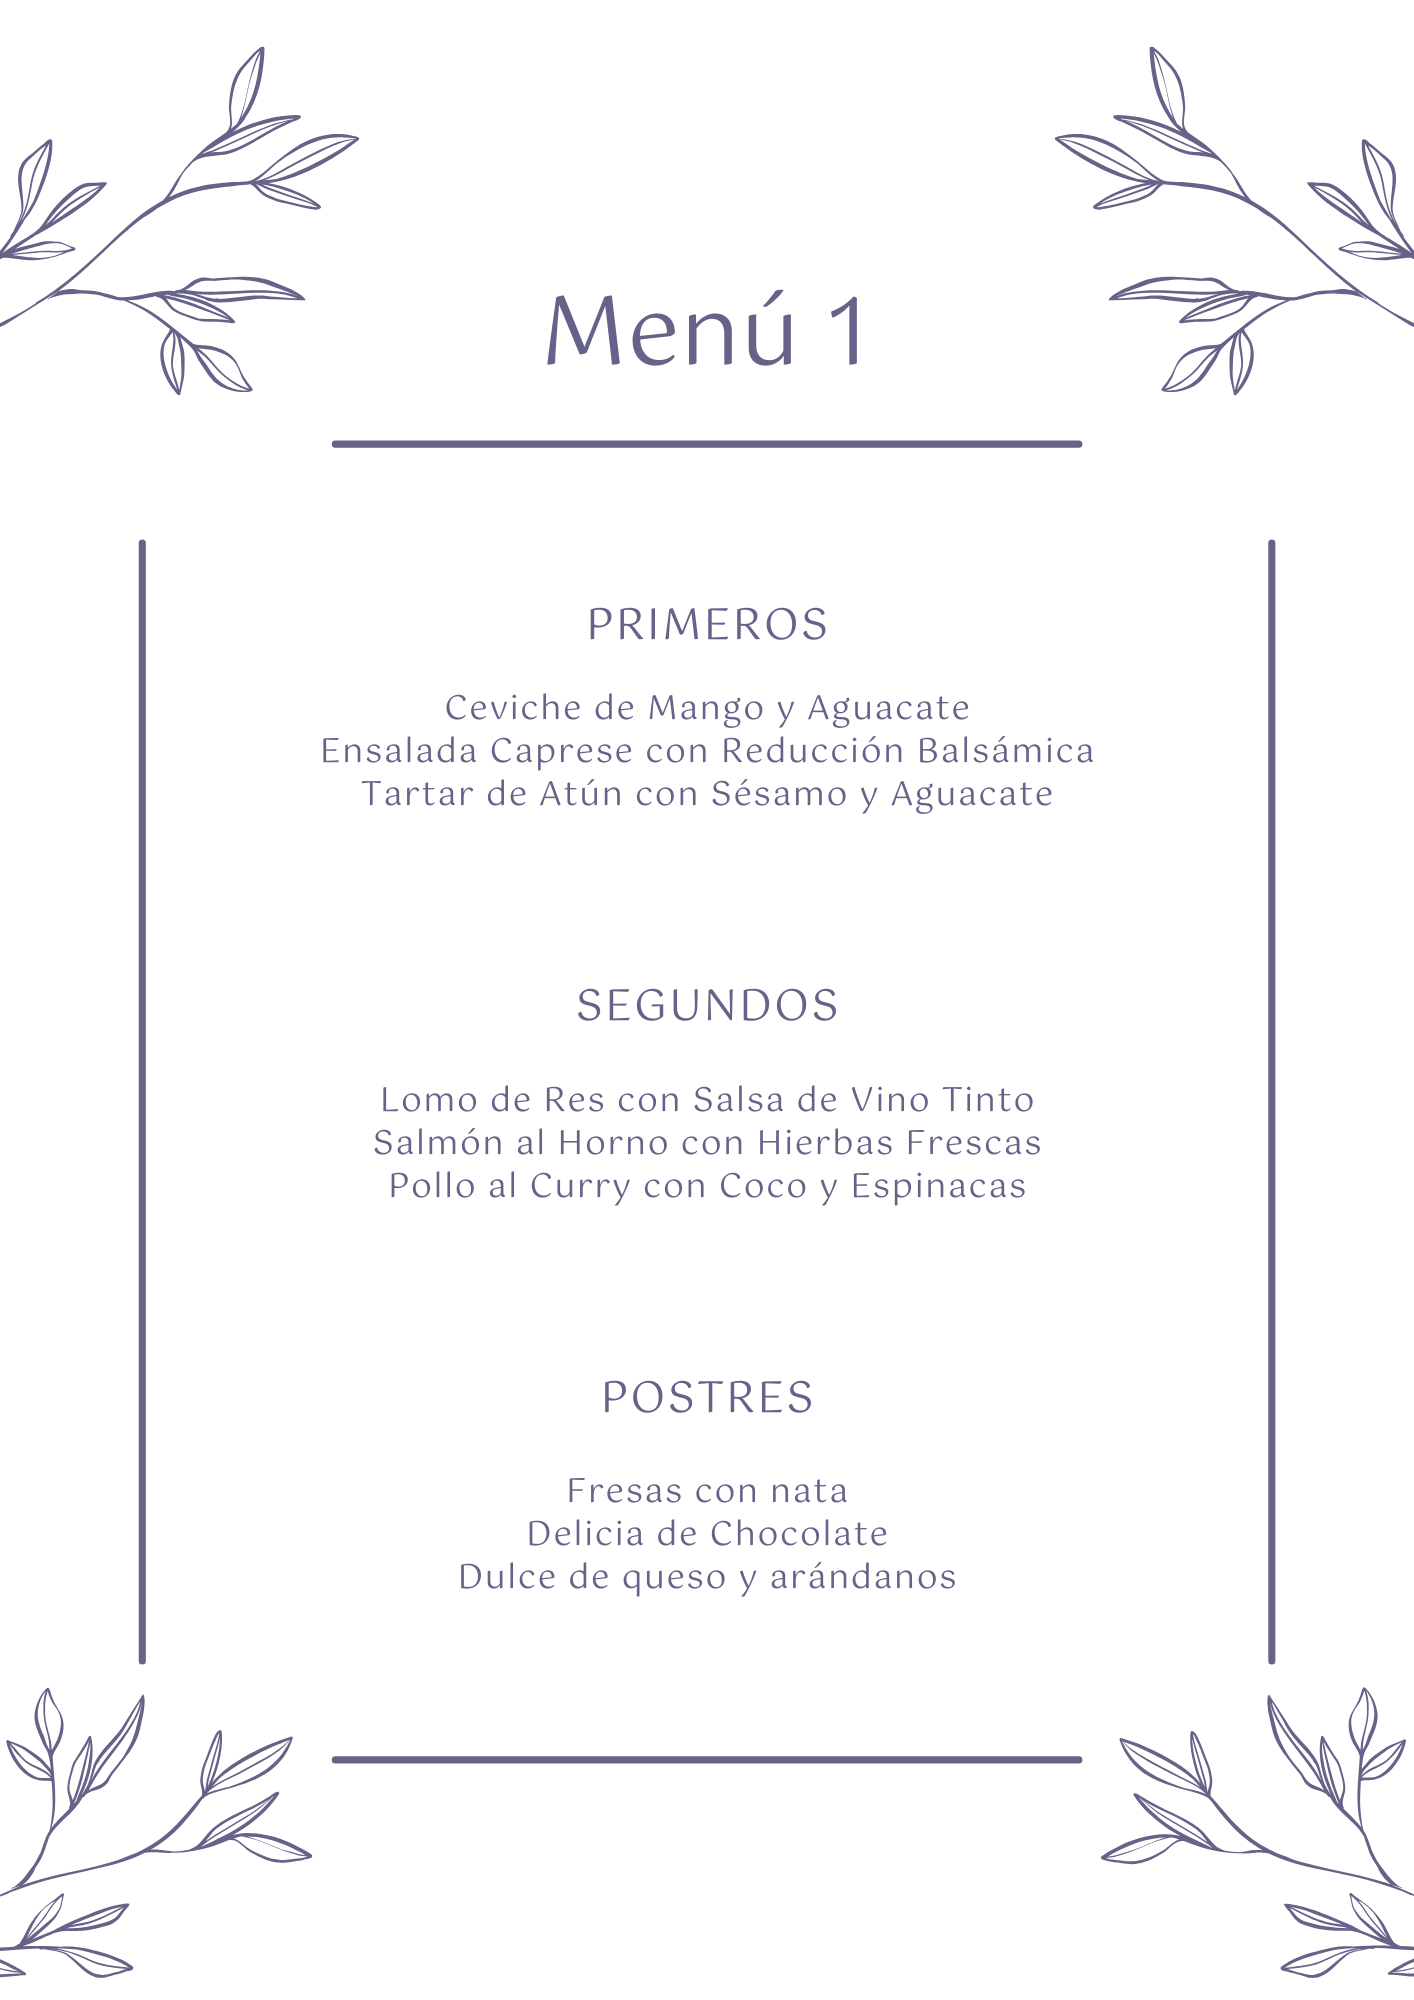 Menú 1
PRIMEROS
Ceviche de Mango y Aguacate
Ensalada Caprese con Reducción Balsámica
Tartar de Atún con Sésamo y Aguacate
SEGUNDOS
Lomo de Res con Salsa de Vino Tinto
Salmón al Horno con Hierbas Frescas
Pollo al Curry con Coco y Espinacas
POSTRES
Fresas con nata
Delicia de Chocolate
Dulce de queso y arándanos